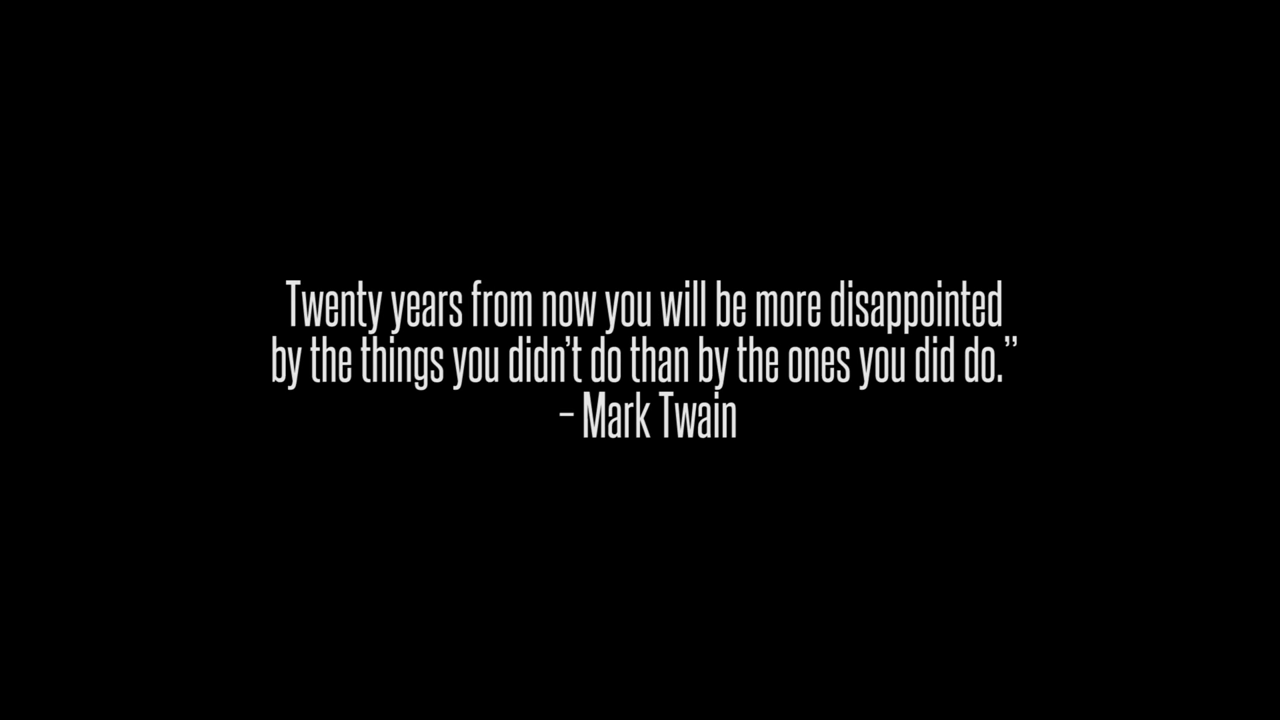 Twenty years from now you will be more disappointed
by the things you didn’t do than by the ones you did do.”
– Mark Twain